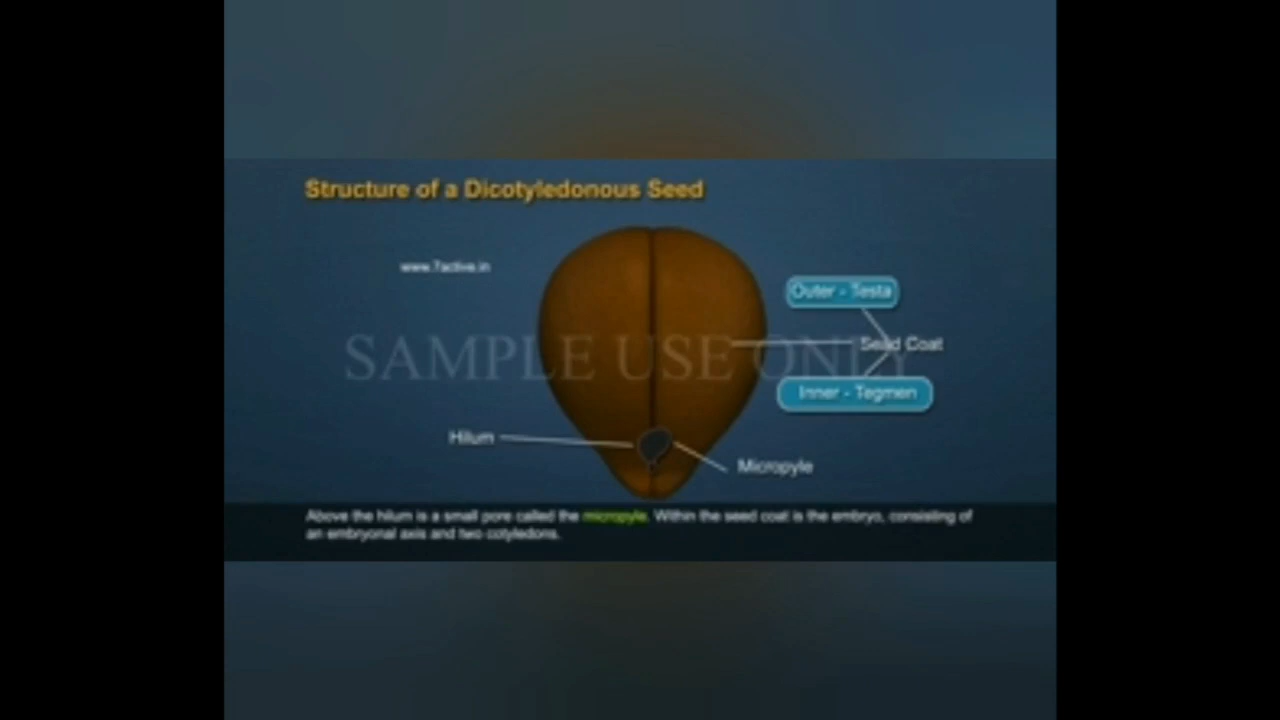 Structure of a Dicotyledonous Seed
www.7active.in
Outer - Testa
SAMPLE USE ONLY
Seed Coat
Inner - Tegmen
Hilum
Micropyle
Above the hilum is a small pore called the micropyle. Within the seed coat is the embryo, consisting of
an embryonal axis and two cotyledons.